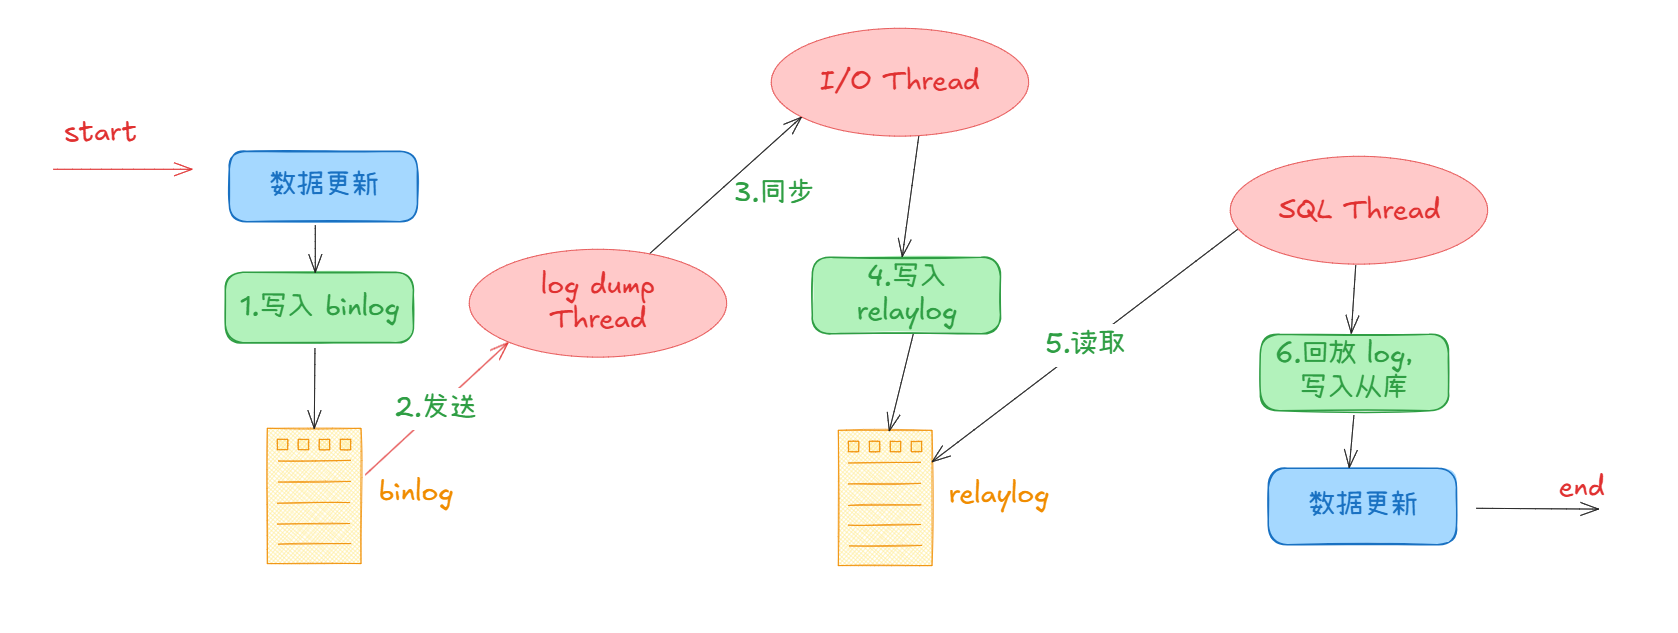 start
数据更新
1.写入 binlog
binlog
2.发送
log dump
Thread
3.同步
I/O Thread
4.写入
relaylog
relaylog
5.读取
SQL Thread
6.回放 log,
写入从库
数据更新
end